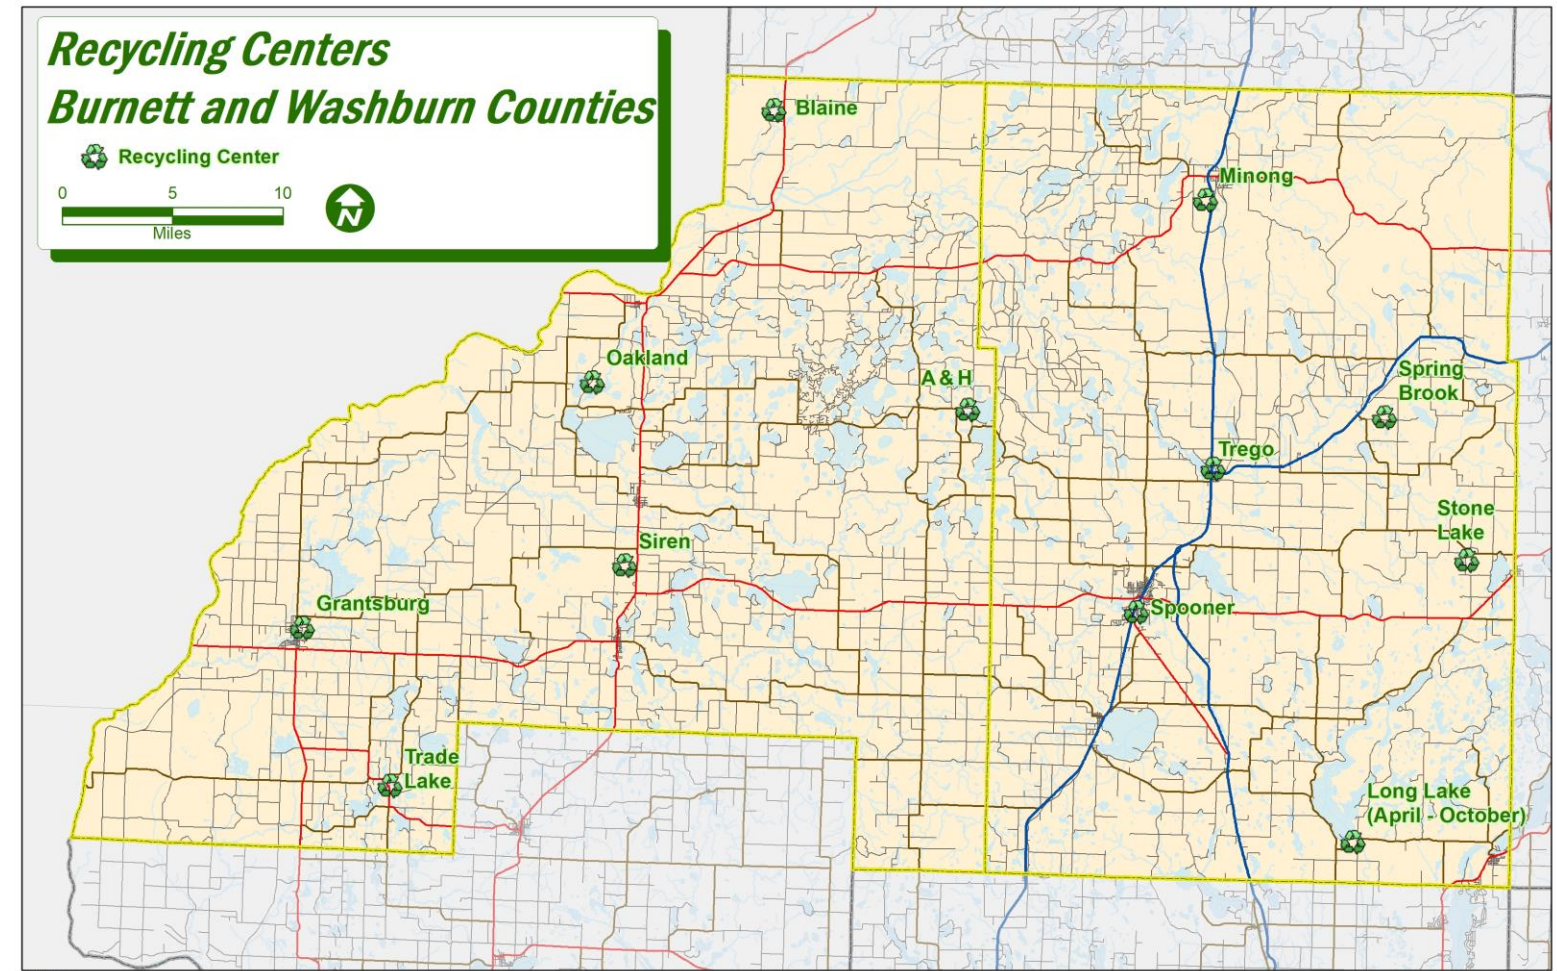 Recycling Centers
Burnett and Washburn Counties
Recycling Center
0 5 10
Miles
N
Blaine
Minong
Oakland
A & H
Spring
Brook
Trego
Stone
Lake
Siren
Grantsburg
Spooner
Trade
Lake
Long Lake
(April - October)